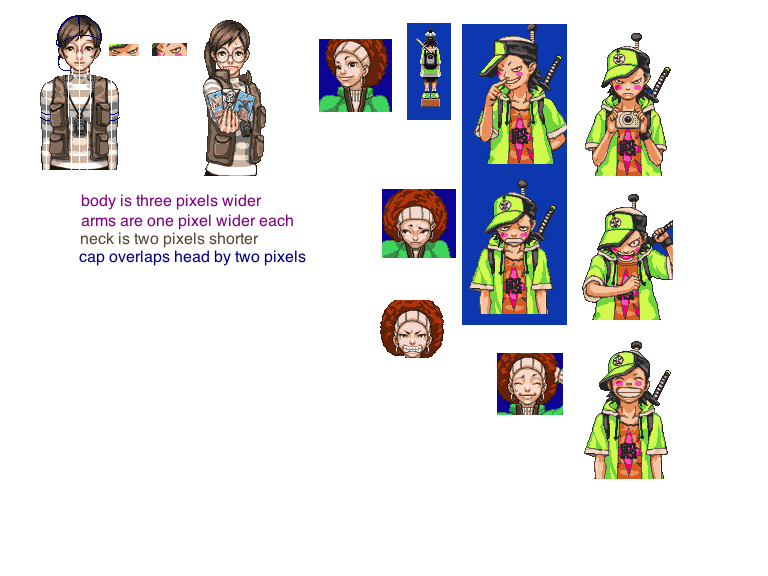 body is three pixels wider
arms are one pixel wider each
neck is two pixels shorter
cap overlaps head by two pixels